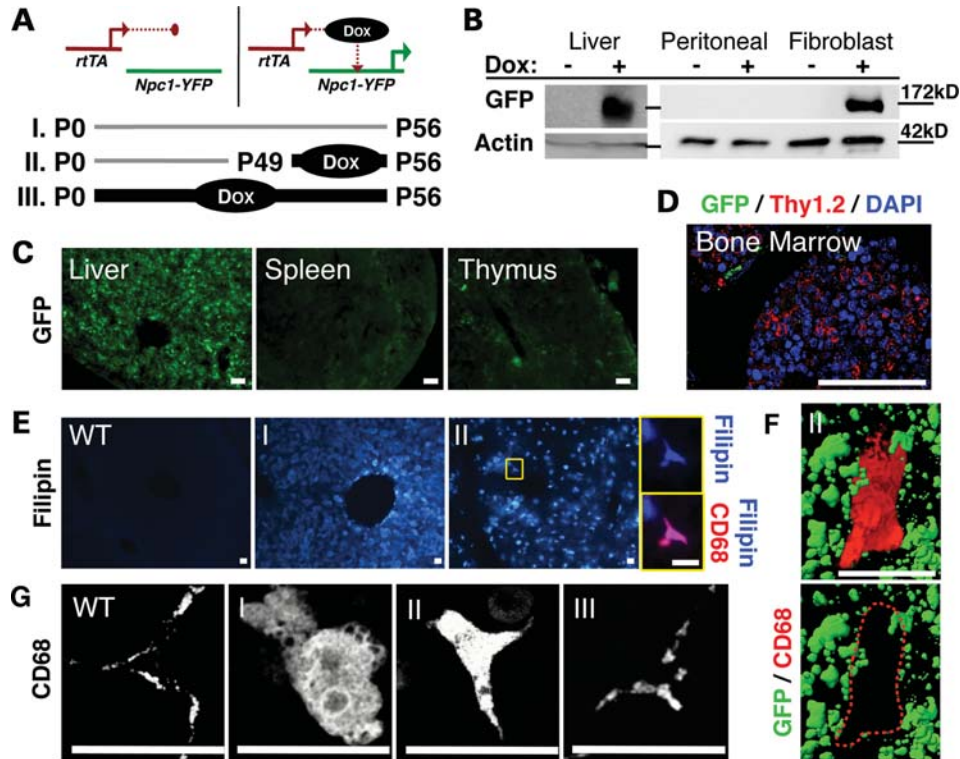 A
Dox
rtTA
Npc1-YFP
rtTA
Npc1-YFP
I. P0 P56
II. P0 P49 Dox P56
III. P0 Dox P56
B
Liver Peritoneal Fibroblast
Dox: - + - + - +
GFP 172kD
Actin 42kD
C
GFP
Liver
Spleen
Thymus
D
GFP / Thy1.2 / DAPI
Bone Marrow
E
Filipin
WT
I
II
Filipin
Filipin
CD68
F
II
GFP / CD68
G
CD68
WT
I
II
III